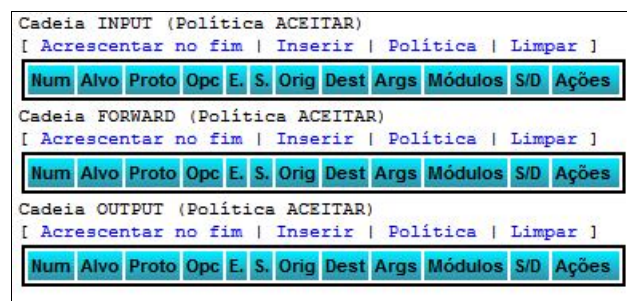 Cadeia INPUT (Política ACEITAR)
[ Acrescentar no fim | Inserir | Política | Limpar ]
Num Alvo Proto Opc E. S. Orig Dest Args Módulos S/D Ações
Cadeia FORWARD (Política ACEITAR)
[ Acrescentar no fim | Inserir | Política | Limpar ]
Num Alvo Proto Opc E. S. Orig Dest Args Módulos S/D Ações
Cadeia OUTPUT (Política ACEITAR)
[ Acrescentar no fim | Inserir | Política | Limpar ]
Num Alvo Proto Opc E. S. Orig Dest Args Módulos S/D Ações